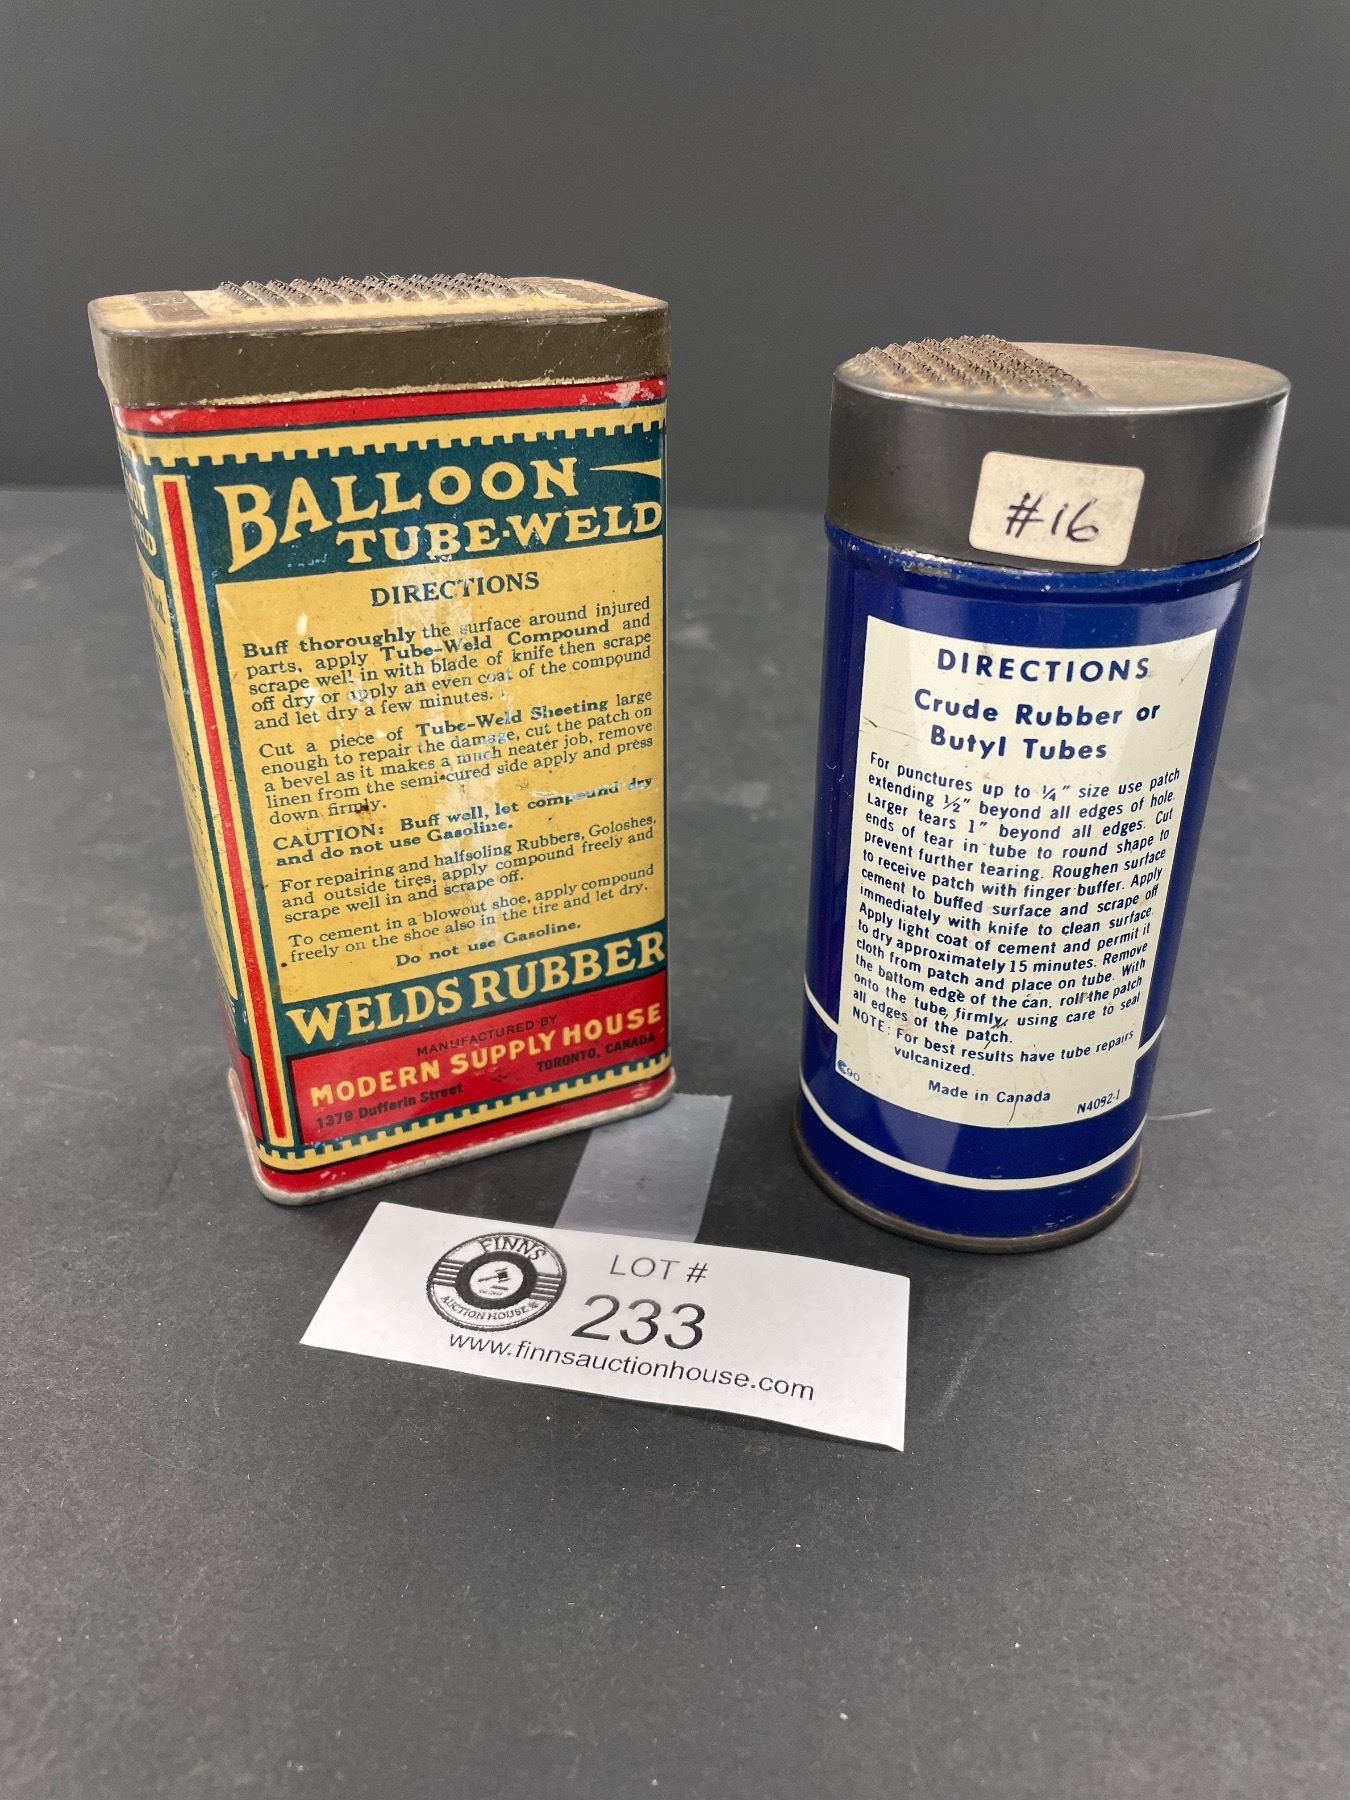 BALLOON
TUBE-WELD
DIRECTIONS
Buff thoroughly the surface around injured
parts, apply Tube-Weld Compound and
scrape well in with blade of knife then scrape
off dry or apply an even coat of the compound
and let dry a few minutes.
Cut a piece of Tube-Weld Sheeting large
enough to repair the damage, cut the patch on
a bevel as it makes a much neater job, remove
linen from the semi-cured side apply and press
down firmly.
CAUTION: Buff well, let compound dry
and do not use Gasoline.
For repairing and halfsoling Rubbers, Goloshes,
and outside tires, apply compound freely and
scrape well in and scrape off.
To cement in a blowout shoe, apply compound
freely on the shoe also in the tire and let dry.
Do not use Gasoline.
WELDS RUBBER
MANUFACTURED BY
MODERN SUPPLY HOUSE
1379 Dufferin Street TORONTO, CANADA
#16
DIRECTIONS
Crude Rubber or
Butyl Tubes
For punctures up to 1/4" size use patch
extending 1/2" beyond all edges of hole.
Larger tears 1" beyond all edges. Cut
ends of tear in tube to round shape to
prevent further tearing. Roughen surface
to receive patch with finger buffer. Apply
cement to buffed surface and scrape off
immediately with knife to clean surface.
Apply light coat of cement and permit it
to dry approximately 15 minutes. Remove
cloth from patch and place on tube. With
the bottom edge of the can, roll the patch
onto the tube, firmly, using care to seal
all edges of the patch.
NOTE: For best results have tube repairs
vulcanized.
Made in Canada
N4092-1
FINNS
AUCTION HOUSE
LOT #
233
www.finnsauctionhouse.com